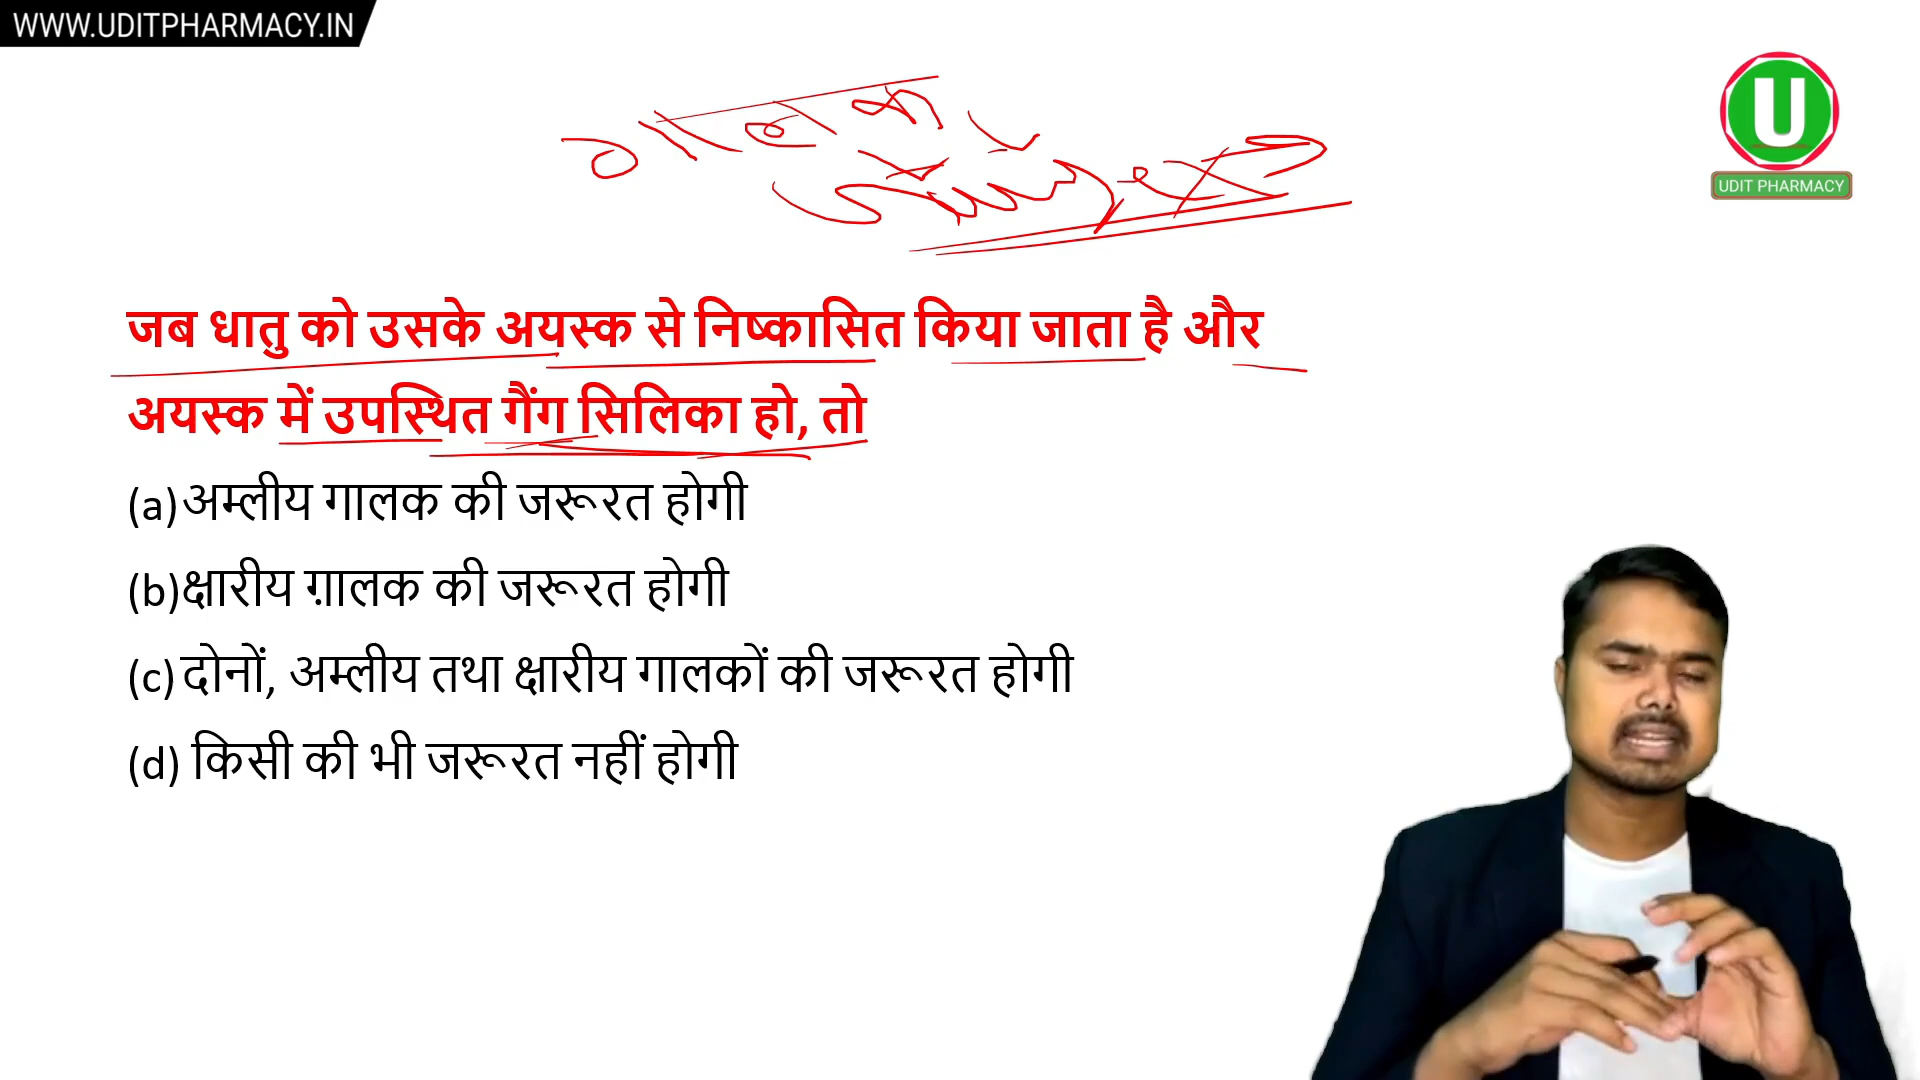 WWW.UDITPHARMACY.IN
U
UDIT PHARMACY
गालक
जब धातु को उसके अयस्क से निष्कासित किया जाता है और
अयस्क में उपस्थित गैंग सिलिका हो, तो
(a)अम्लीय गालक की जरूरत होगी
(b)क्षारीय ग़ालक की जरूरत होगी
(c)दोनों, अम्लीय तथा क्षारीय गालकों की जरूरत होगी
(d) किसी की भी जरूरत नहीं होगी